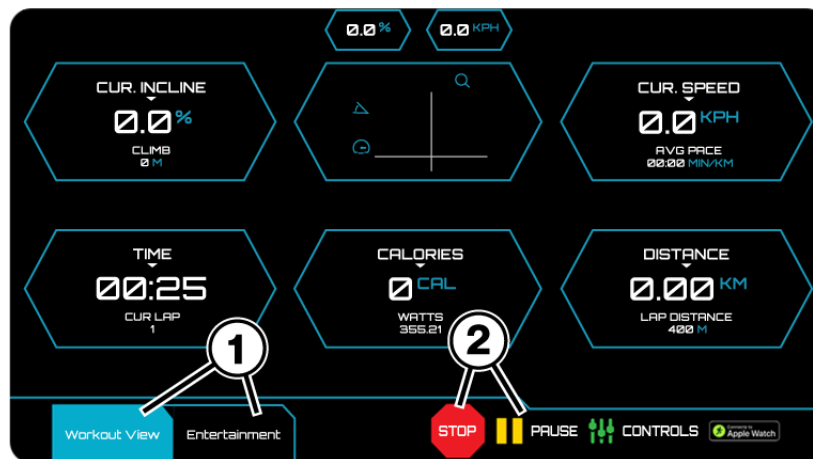 0.0 % 0.0 KPH
CUR. INCLINE
0.0 %
CLIMB
0 M
CUR. SPEED
0.0 KPH
AVG PACE
00:00 MIN/KM
TIME
00:25
CUR LAP
1
CALORIES
0 CAL
WATTS
355.21
DISTANCE
0.00 KM
LAP DISTANCE
400 M
1
2
Workout View Entertainment STOP PAUSE CONTROLS
Connects to
Apple Watch